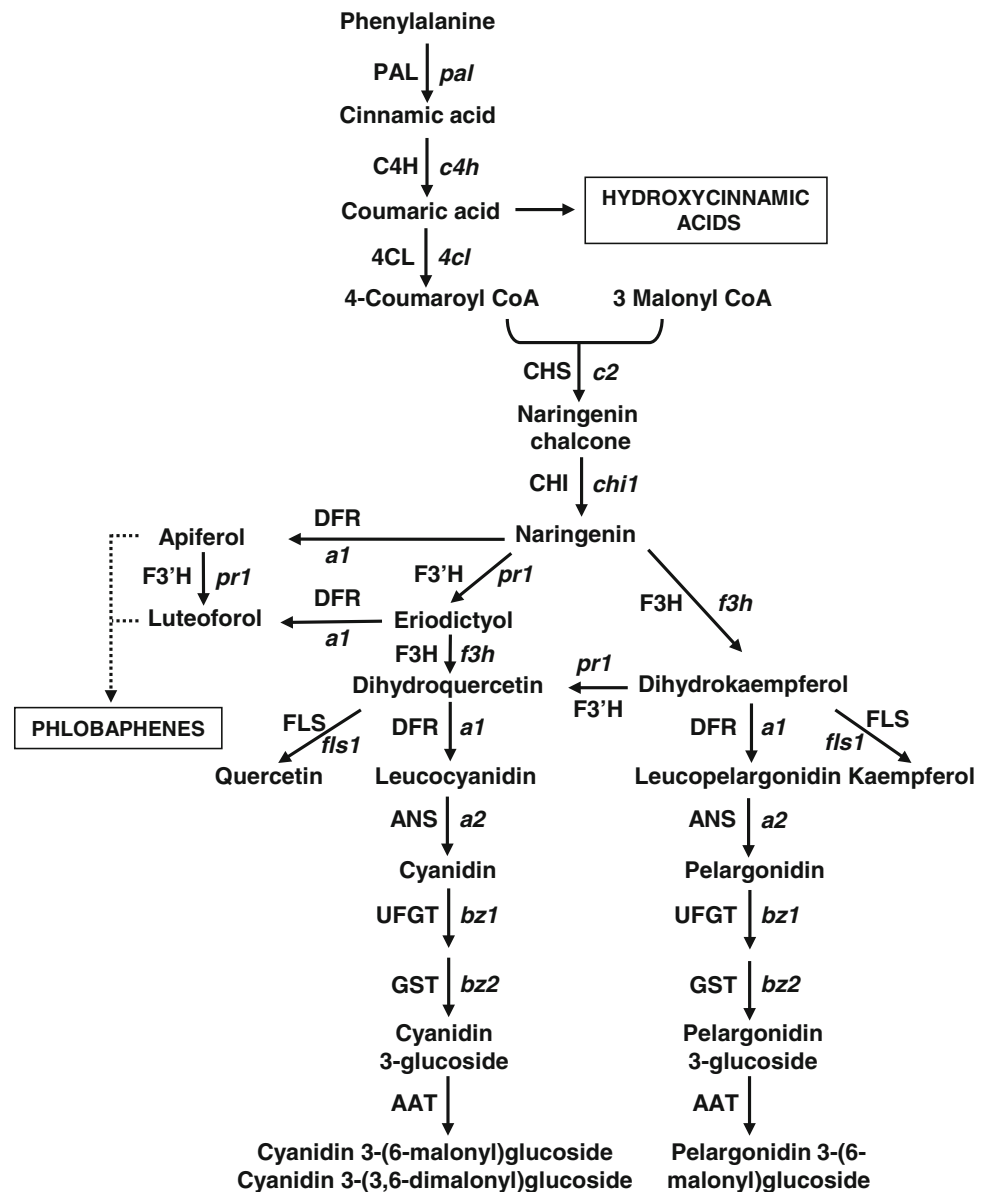 Phenylalanine
PAL pal
Cinnamic acid
C4H c4h
Coumaric acid
HYDROXYCINNAMIC
ACIDS
4CL 4cl
4-Coumaroyl CoA 3 Malonyl CoA
CHS c2
Naringenin
chalcone
CHI chi1
Naringenin
DFR
a1
Apiferol
F3'H pr1
F3'H pr1
F3H f3h
Luteoforol
DFR
a1
Eriodictyol
F3H f3h
pr1
F3'H
Dihydroquercetin
Dihydrokaempferol
PHLOBAPHENES
FLS
fls1
DFR a1
DFR a1
FLS
fls1
Quercetin
Leucocyanidin
Leucopelargonidin Kaempferol
ANS a2
ANS a2
Cyanidin
Pelargonidin
UFGT bz1
UFGT bz1
GST bz2
GST bz2
Cyanidin
3-glucoside
Pelargonidin
3-glucoside
AAT
AAT
Cyanidin 3-(6-malonyl)glucoside
Cyanidin 3-(3,6-dimalonyl)glucoside
Pelargonidin 3-(6-
malonyl)glucoside